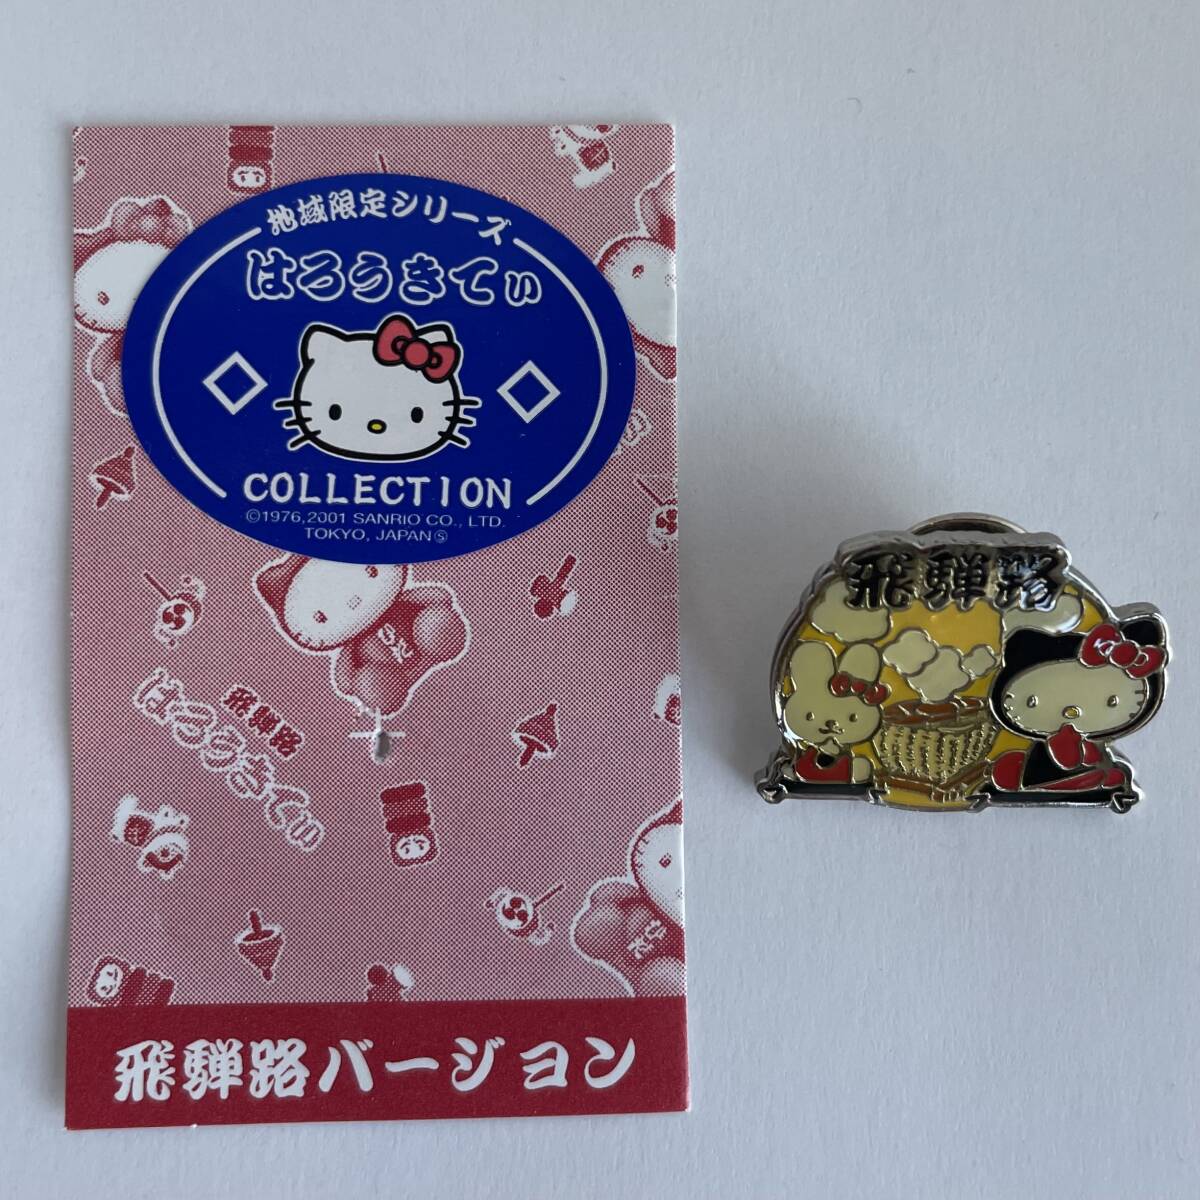 地域限定シリーズ
はろうきてぃ
COLLECTION
©1976,2001 SANRIO CO., LTD.
TOKYO, JAPAN Ⓢ
飛騨路
はろうきてぃ
飛騨路バージョン
飛騨路